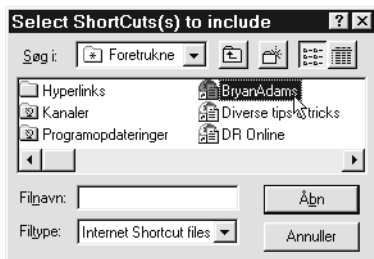 Select ShortCuts(s) to include
Søg i: Foretrukne
Hyperlinks
Kanaler
Programopdateringer
BryanAdams
Diverse tips+tricks
DR Online
Filnavn:
Åbn
Filtype: Internet Shortcut files
Annuller